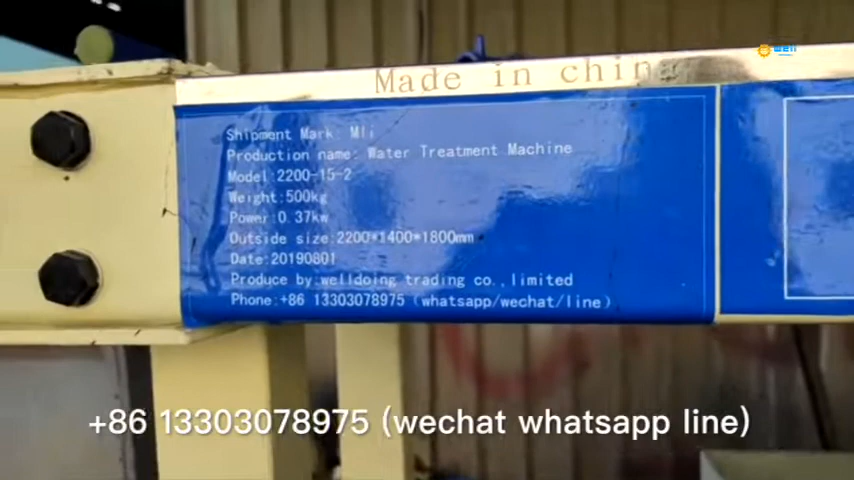 well
Made in china
Shipment Mark: Mli
Production name: Water Treatment Machine
Model:2200-15-2
Weight:500kg
Power:0.37kw
Outside size:2200*1400*1800mm
Date:20190801
Produce by:welldoing trading co.,limited
Phone:+86 13303078975 (whatsapp/wechat/line)
+86 13303078975 (wechat whatsapp line)